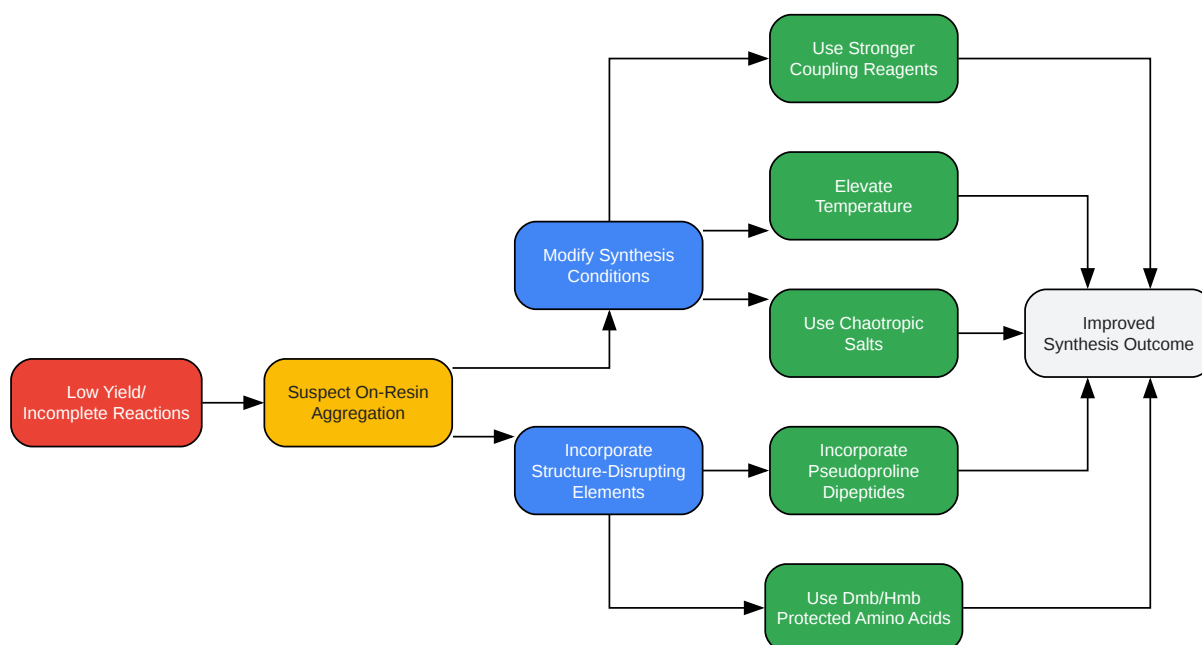 Low Yield/
Incomplete Reactions
Suspect On-Resin
Aggregation
Modify Synthesis
Conditions
Incorporate
Structure-Disrupting
Elements
Use Stronger
Coupling Reagents
Elevate
Temperature
Use Chaotropic
Salts
Incorporate
Pseudoproline
Dipeptides
Use Dmb/Hmb
Protected Amino Acids
Improved
Synthesis Outcome